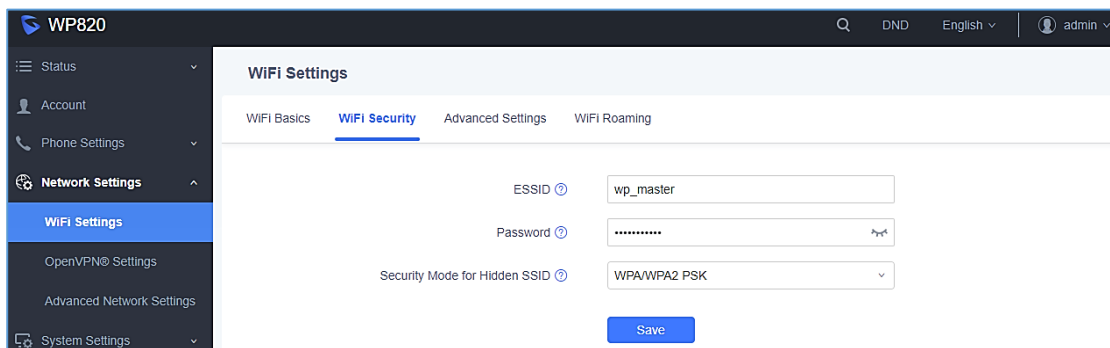 WP820
DND English admin
Status
Account
Phone Settings
Network Settings
WiFi Settings
OpenVPN® Settings
Advanced Network Settings
System Settings
WiFi Settings
WiFi Basics WiFi Security Advanced Settings WiFi Roaming
ESSID ? wp_master
Password ? •••••••••••
Security Mode for Hidden SSID ? WPA/WPA2 PSK
Save